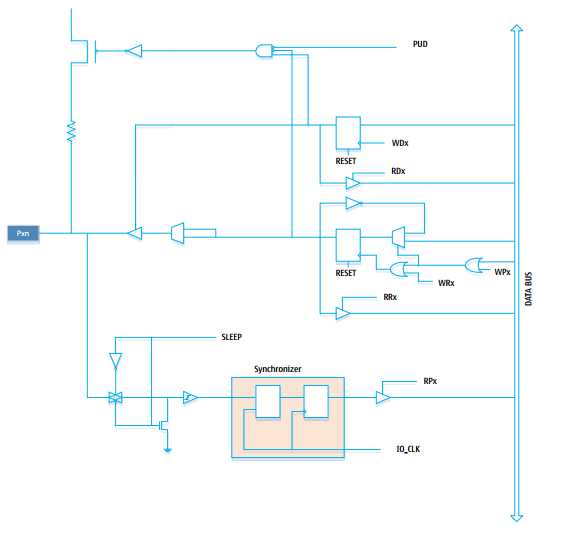 PUD
WDx
RESET
RDx
Pxn
RESET
WPx
WRx
DATA BUS
RRx
SLEEP
Synchronizer
RPx
IO_CLK